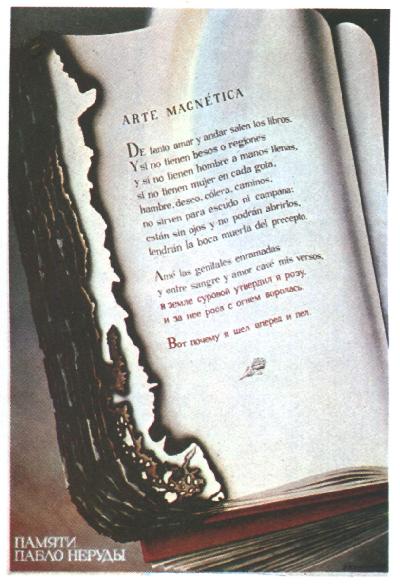 ARTE MAGNÉTICA
DE tanto amar y andar salen los libros.
Y si no tienen besos o regiones
y si no tienen hombre a manos llenas,
si no tienen mujer en cada gota,
hambre, deseo, cólera, caminos,
no sirven para escudo ni campana:
están sin ojos y no podrán abrirlos,
tendrán la boca muerta del precepto.
Amé las genitales enramadas
y entre sangre y amor cavé mis versos,
в земле суровой утвердил я розу,
и за нее роса с огнем боролась.
Вот почему я шел вперед и пел.
ПАМЯТИ
ПАБЛО НЕРУДЫ